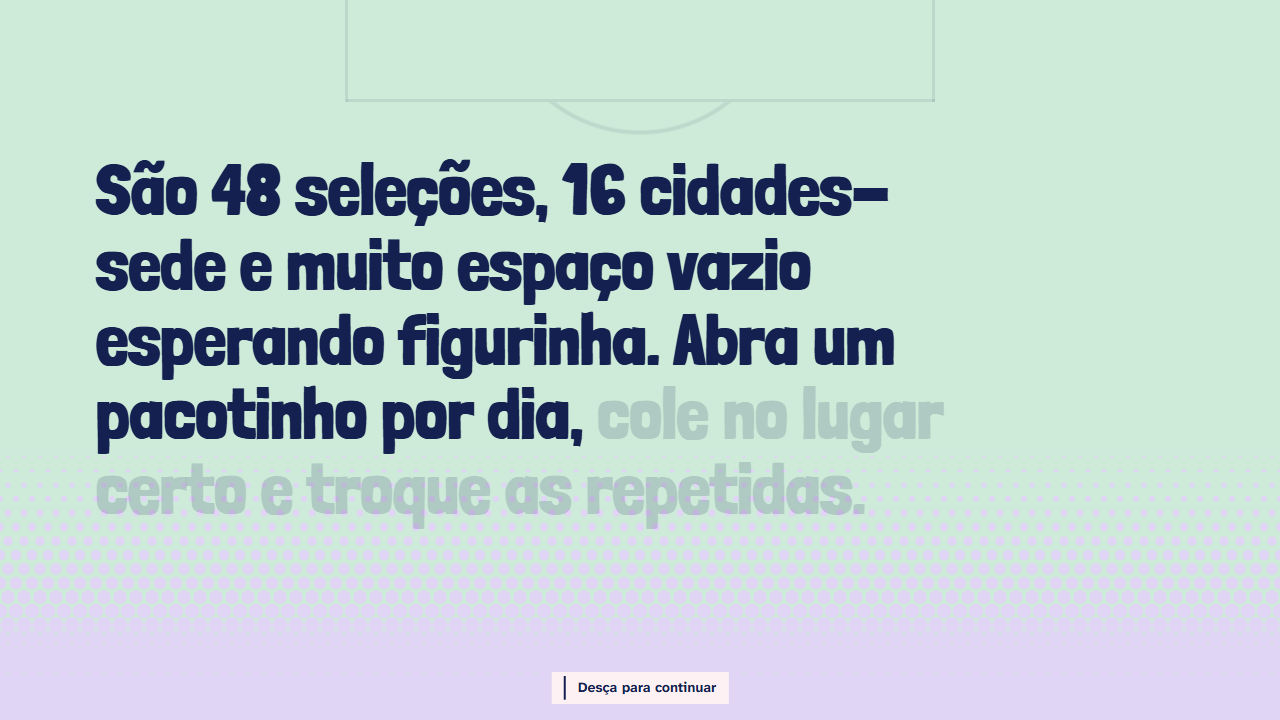 São 48 seleções, 16 cidades-
sede e muito espaço vazio
esperando figurinha. Abra um
pacotinho por dia, cole no lugar
certo e troque as repetidas.
Desça para continuar